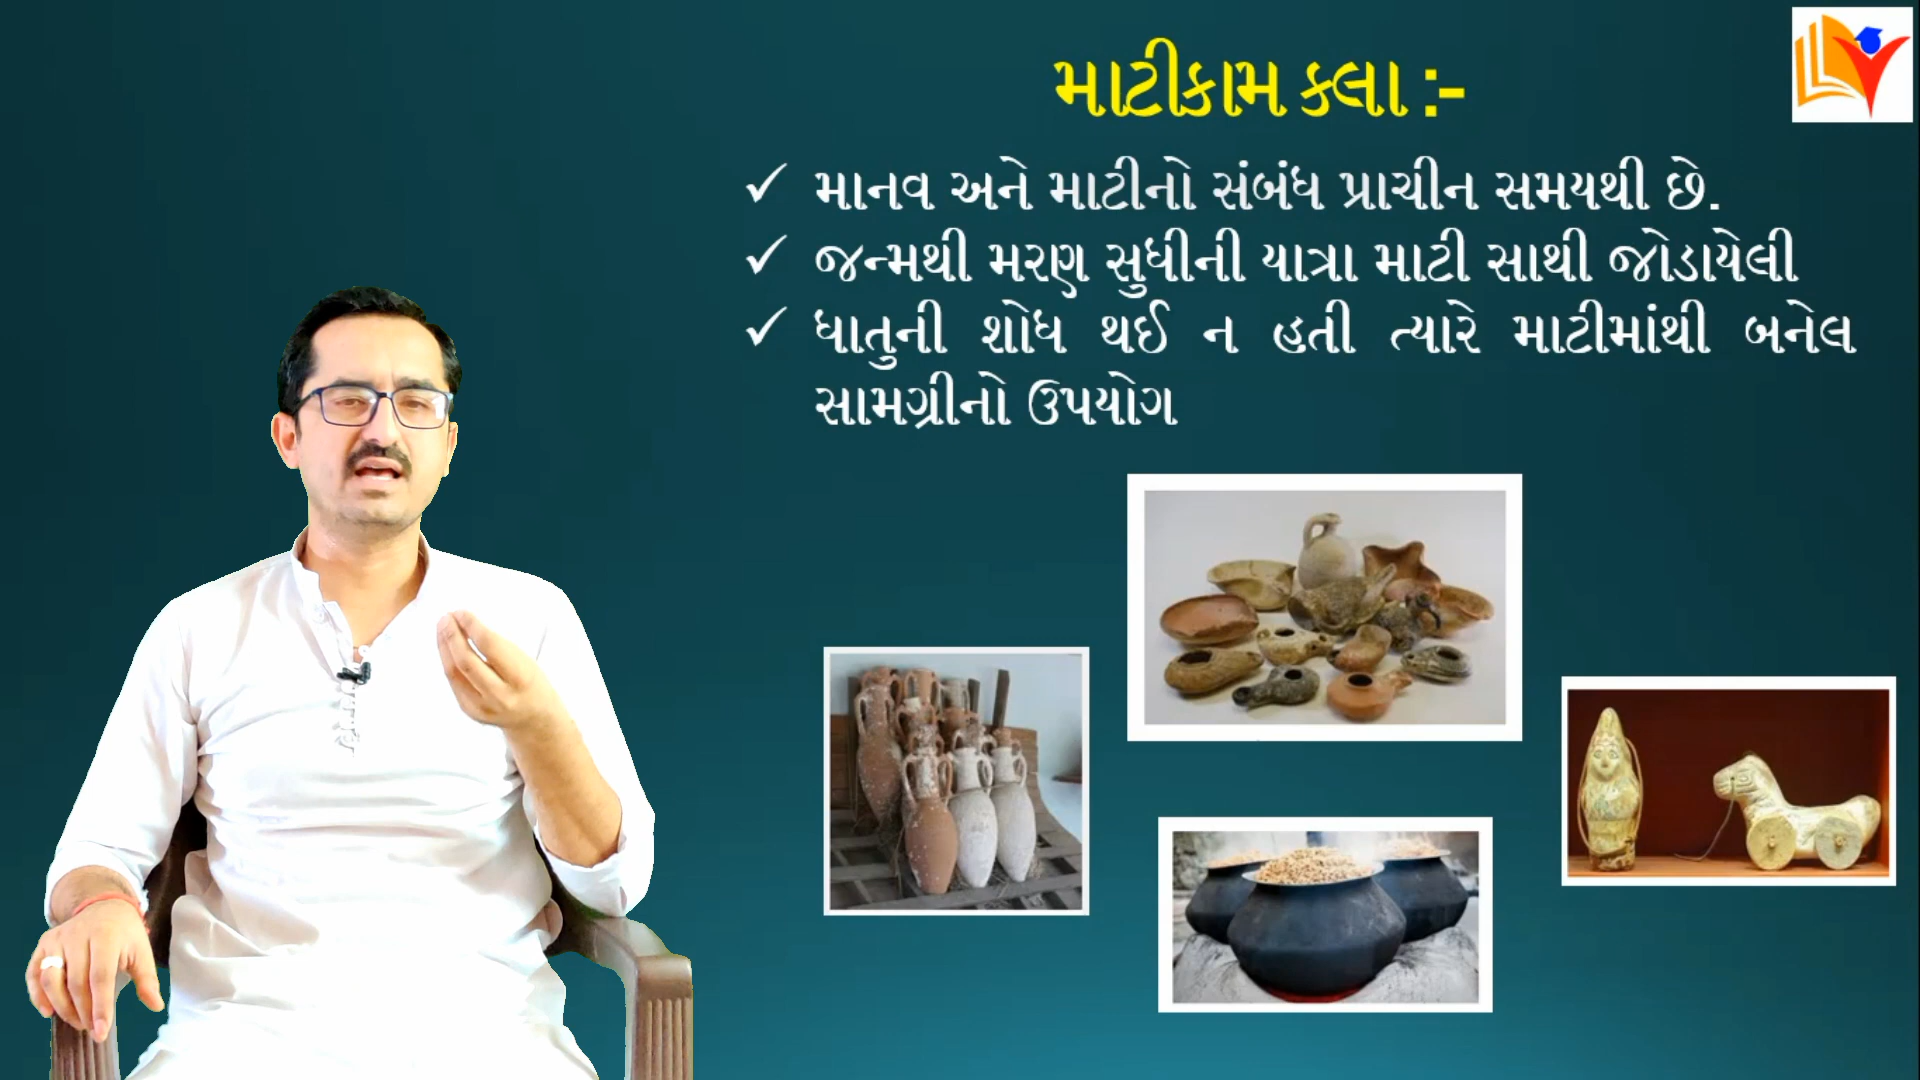 માટીકામ કલા :-
✓ માનવ અને માટીનો સંબંધ પ્રાચીન સમયથી છે.
✓ જન્મથી મરણ સુધીની યાત્રા માટી સાથી જોડાયેલી
✓ ધાતુની શોધ થઈ ન હતી ત્યારે માટીમાંથી બનેલ
સામગ્રીનો ઉપયોગ